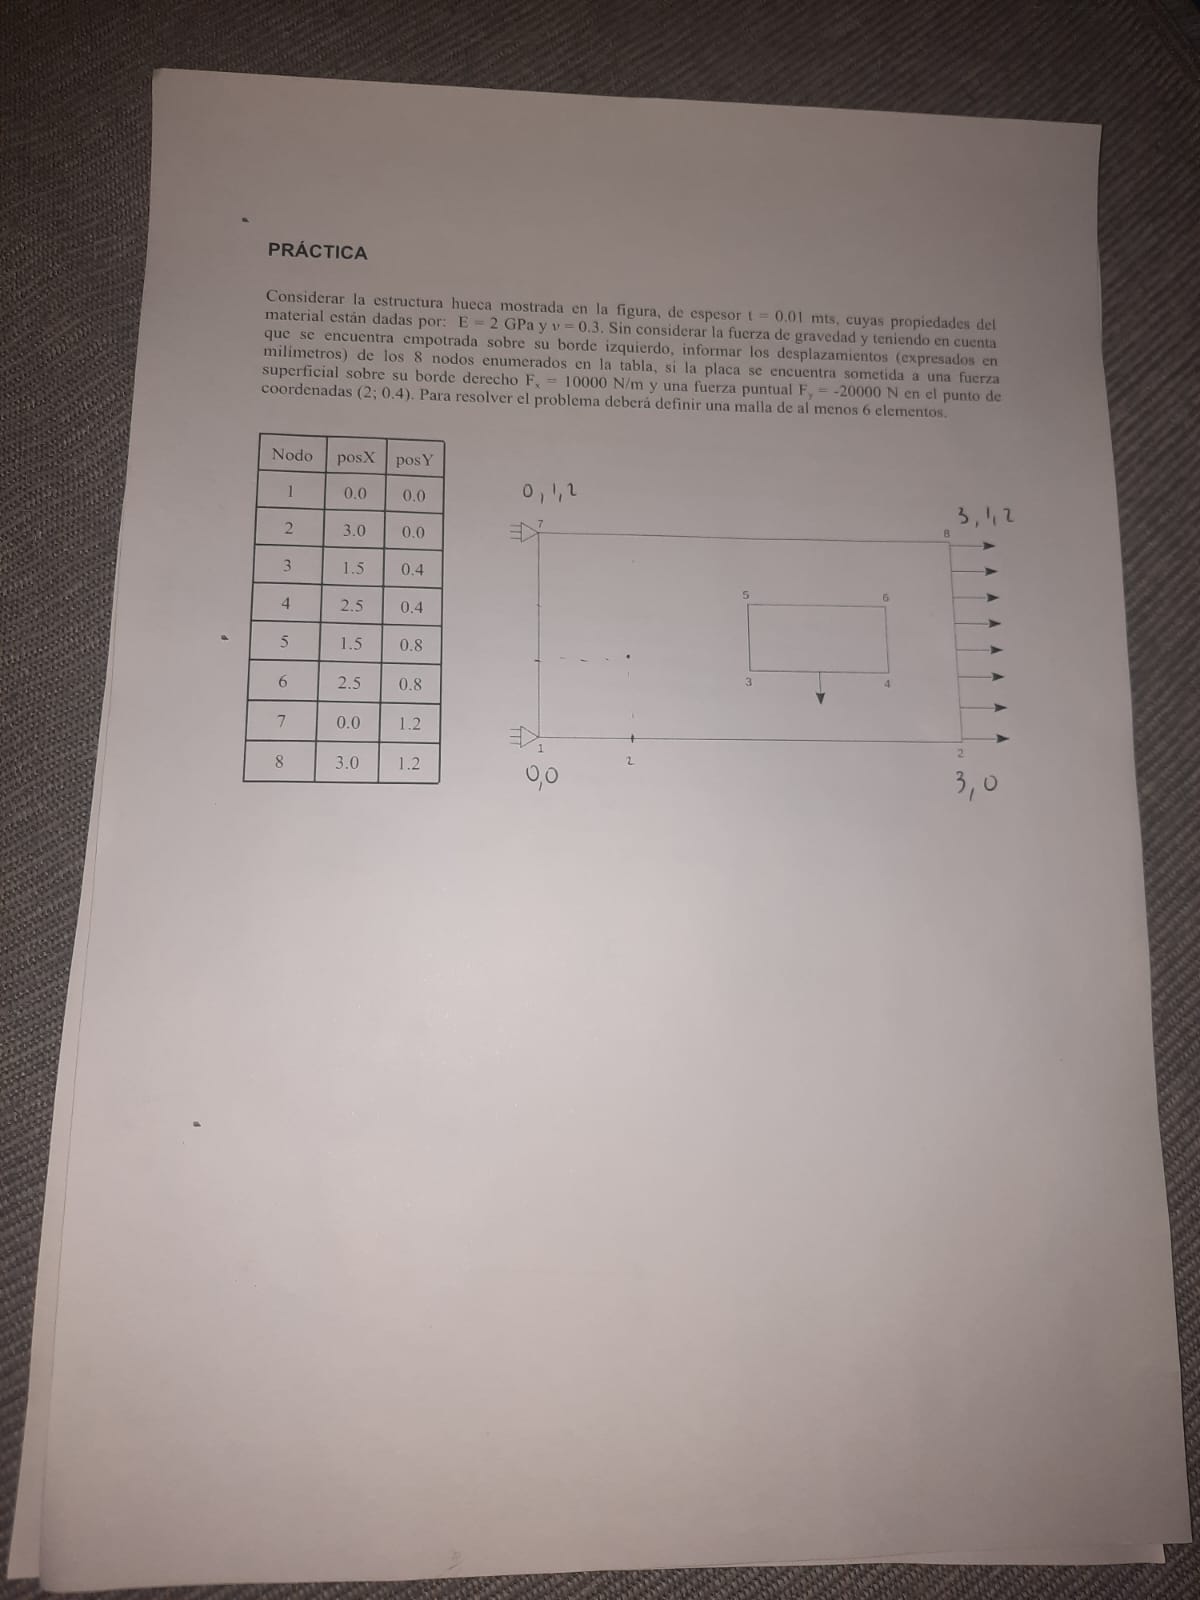 PRÁCTICA
Considerar la estructura hueca mostrada en la figura, de espesor t = 0.01 mts, cuyas propiedades del
material están dadas por: E = 2 GPa y ν = 0.3. Sin considerar la fuerza de gravedad y teniendo en cuenta
que se encuentra empotrada sobre su borde izquierdo, informar los desplazamientos (expresados en
milímetros) de los 8 nodos enumerados en la tabla, si la placa se encuentra sometida a una fuerza
superficial sobre su borde derecho Fx = 10000 N/m y una fuerza puntual Fy = -20000 N en el punto de
coordenadas (2; 0.4). Para resolver el problema deberá definir una malla de al menos 6 elementos.
Nodo posX posY
1 0.0 0.0
2 3.0 0.0
3 1.5 0.4
4 2.5 0.4
5 1.5 0.8
6 2.5 0.8
7 0.0 1.2
8 3.0 1.2
0,1,2
3,1,2
7
8
5
6
3
4
1
2
2
0,0
3,0